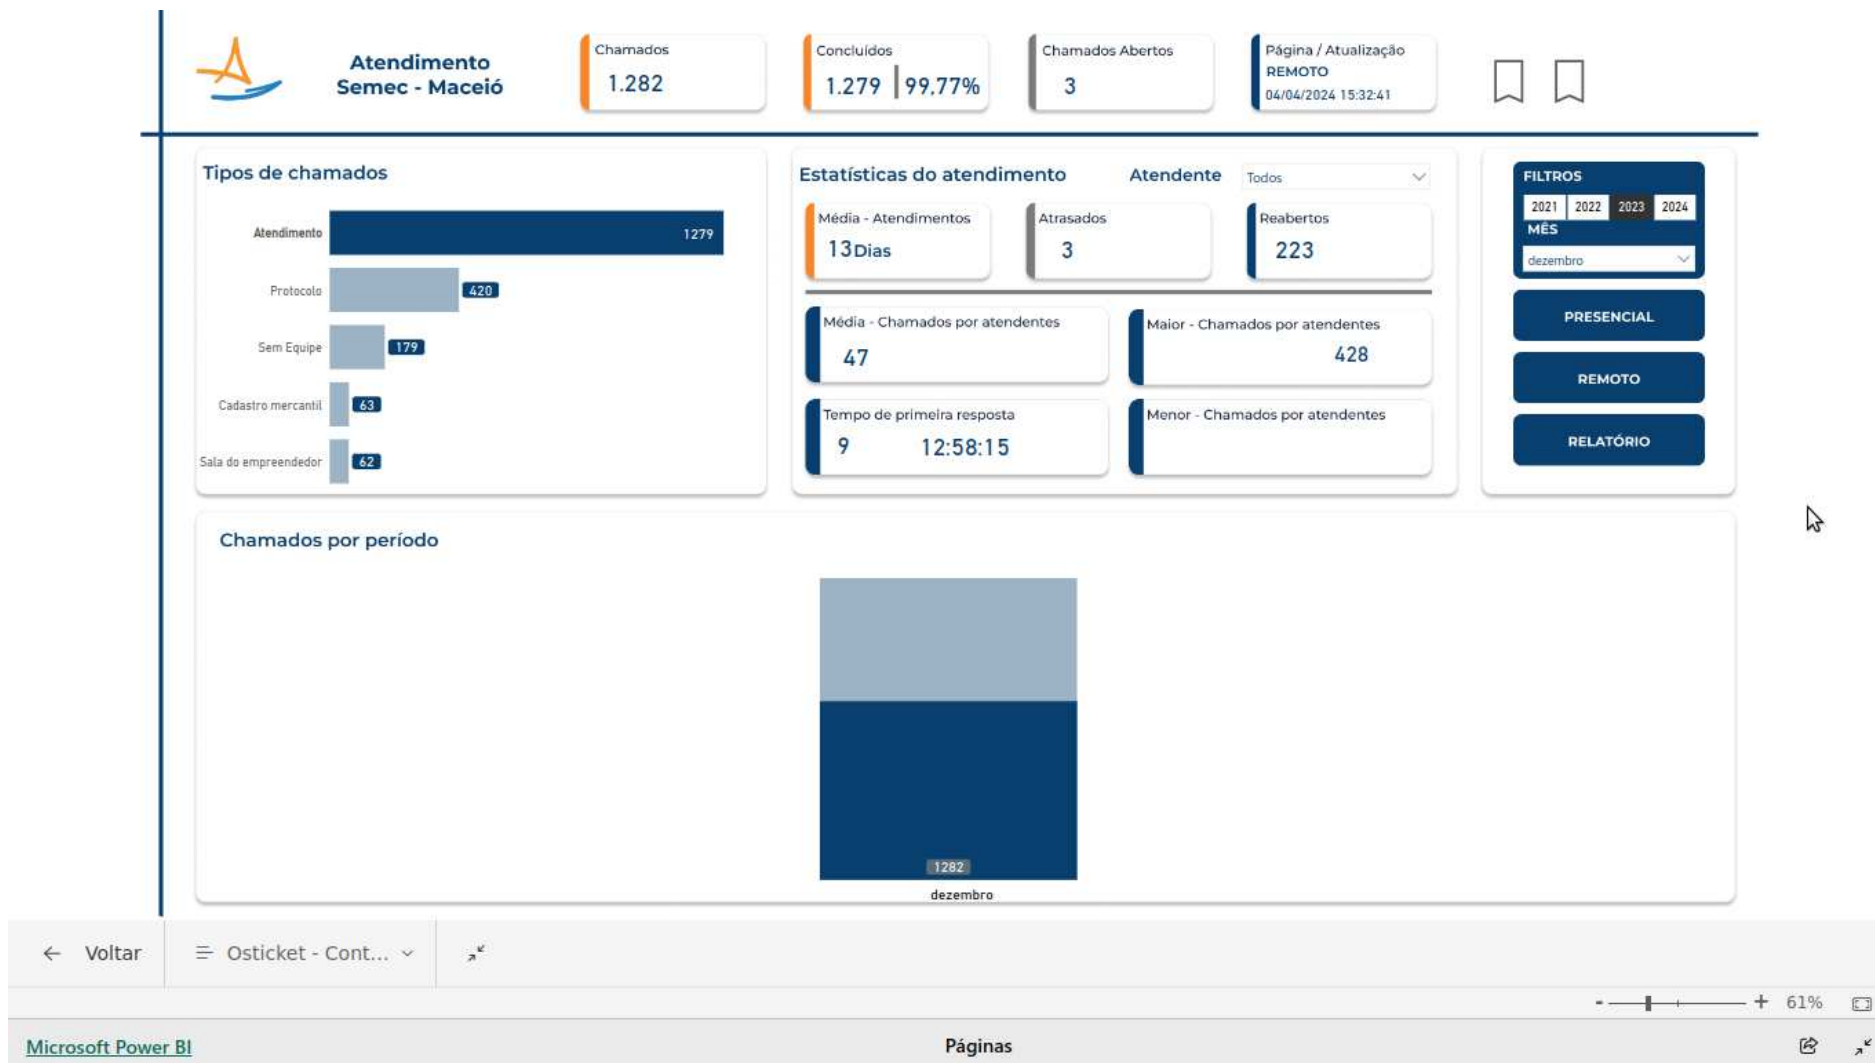 Atendimento
Semec - Maceió
Chamados
1.282
Concluídos
1.279 99.77%
Chamados Abertos
3
Página / Atualização
REMOTO
04/04/2024 15:32:41
Tipos de chamados
Atendimento 1279
Protocolo 420
Sem Equipe 179
Cadastro mercantil 63
Sala do empreendedor 62
Estatísticas do atendimento Atendente Todos
Média - Atendimentos
13Dias
Atrasados
3
Reabertos
223
Média - Chamados por atendentes
47
Maior - Chamados por atendentes
428
Tempo de primeira resposta
9 12:58:15
Menor - Chamados por atendentes
FILTROS
2021 2022 2023 2024
MÊS
dezembro
PRESENCIAL
REMOTO
RELATÓRIO
Chamados por período
1282
dezembro
Voltar Osticket - Cont...
- + 61%
Microsoft Power BI Páginas